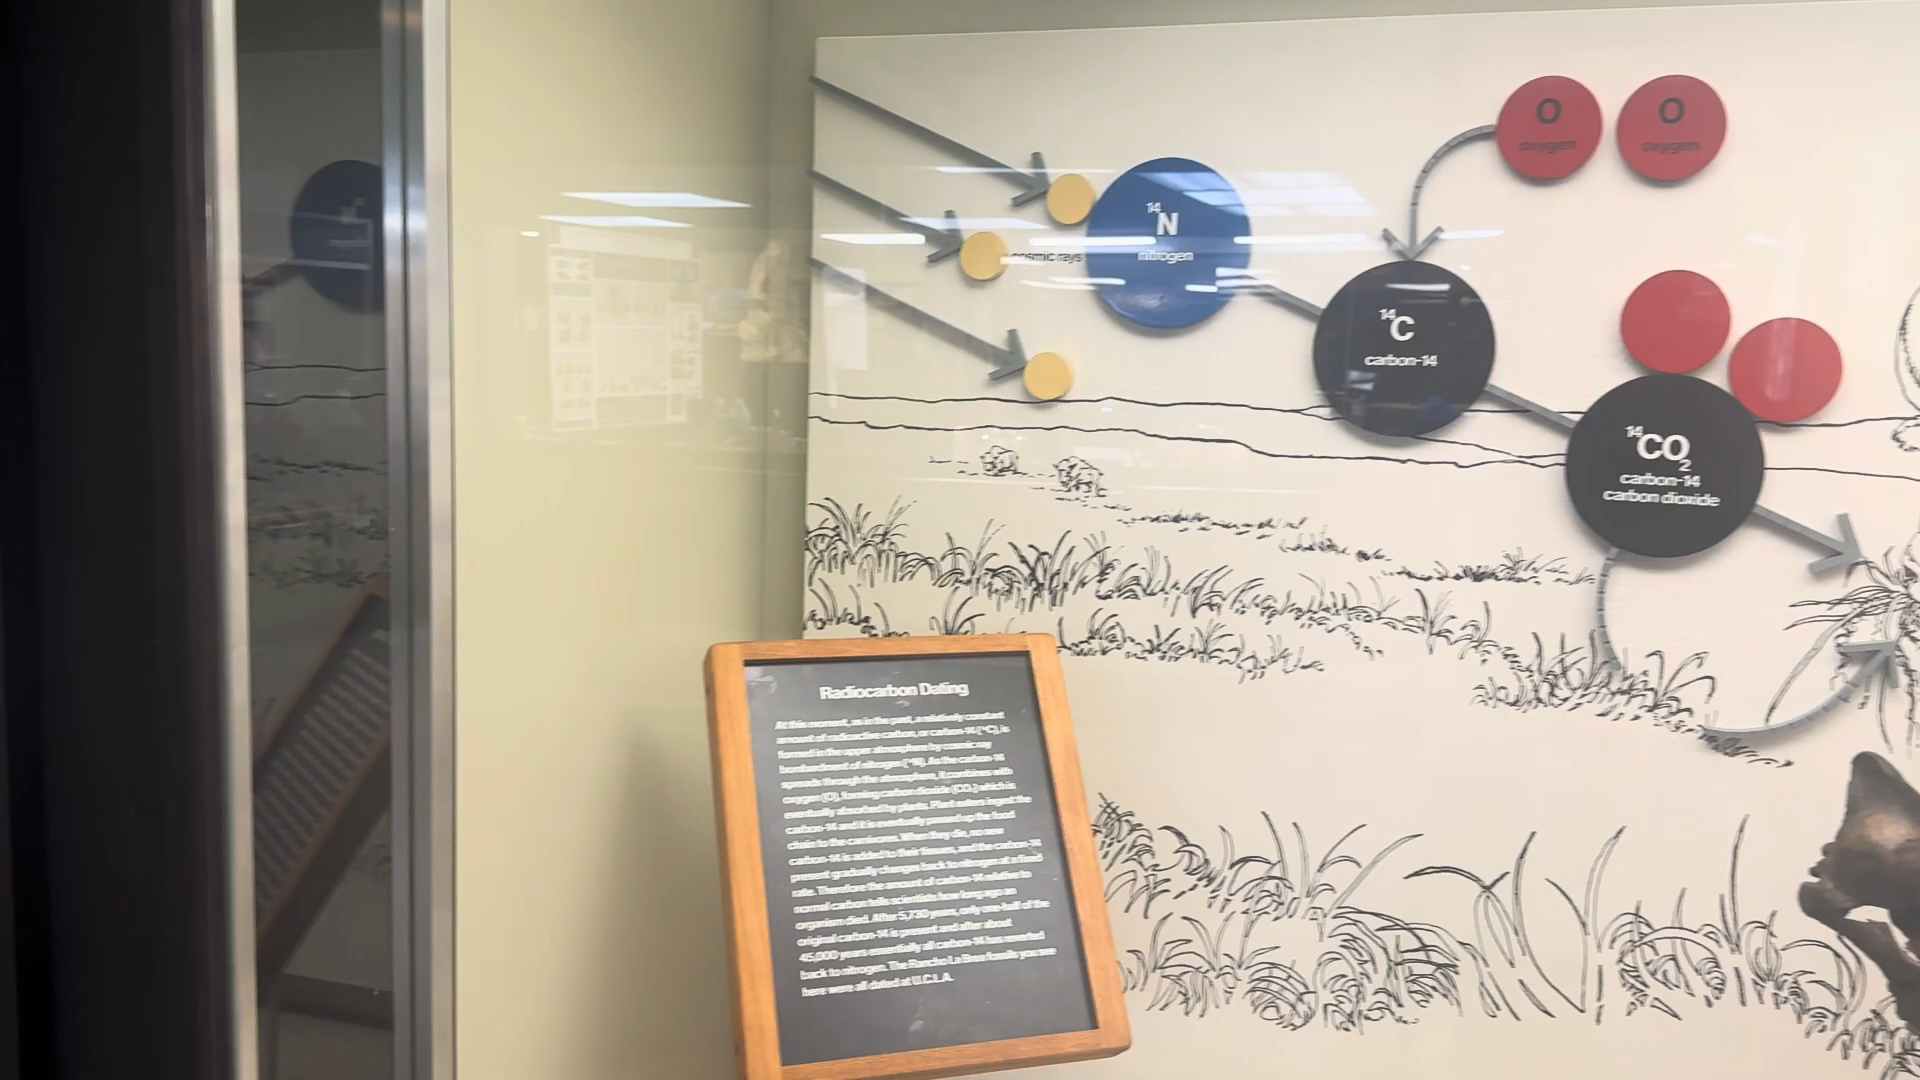 O
oxygen
O
oxygen
14N
nitrogen
cosmic rays
14C
carbon-14
14CO2
carbon-14
carbon dioxide
Radiocarbon Dating
At this moment, as in the past, a relatively constant
amount of radioactive carbon, or carbon-14 (14C), is
formed in the upper atmosphere by cosmic ray
bombardment of nitrogen (14N). As the carbon-14
spreads through the atmosphere, it combines with
oxygen (O), forming carbon dioxide (CO2) which is
eventually absorbed by plants. Plant eaters ingest the
carbon-14 and it is eventually passed up the food
chain to the carnivores. When they die, no new
carbon-14 is added to their tissues, and the carbon-14
present gradually changes back to nitrogen at a fixed
rate. Therefore the amount of carbon-14 relative to
normal carbon tells scientists how long ago an
organism died. After 5,730 years, only one-half of the
original carbon-14 is present and after about
45,000 years essentially all carbon-14 has reverted
back to nitrogen. The Rancho La Brea fossils you see
here were all dated at U.C.L.A.